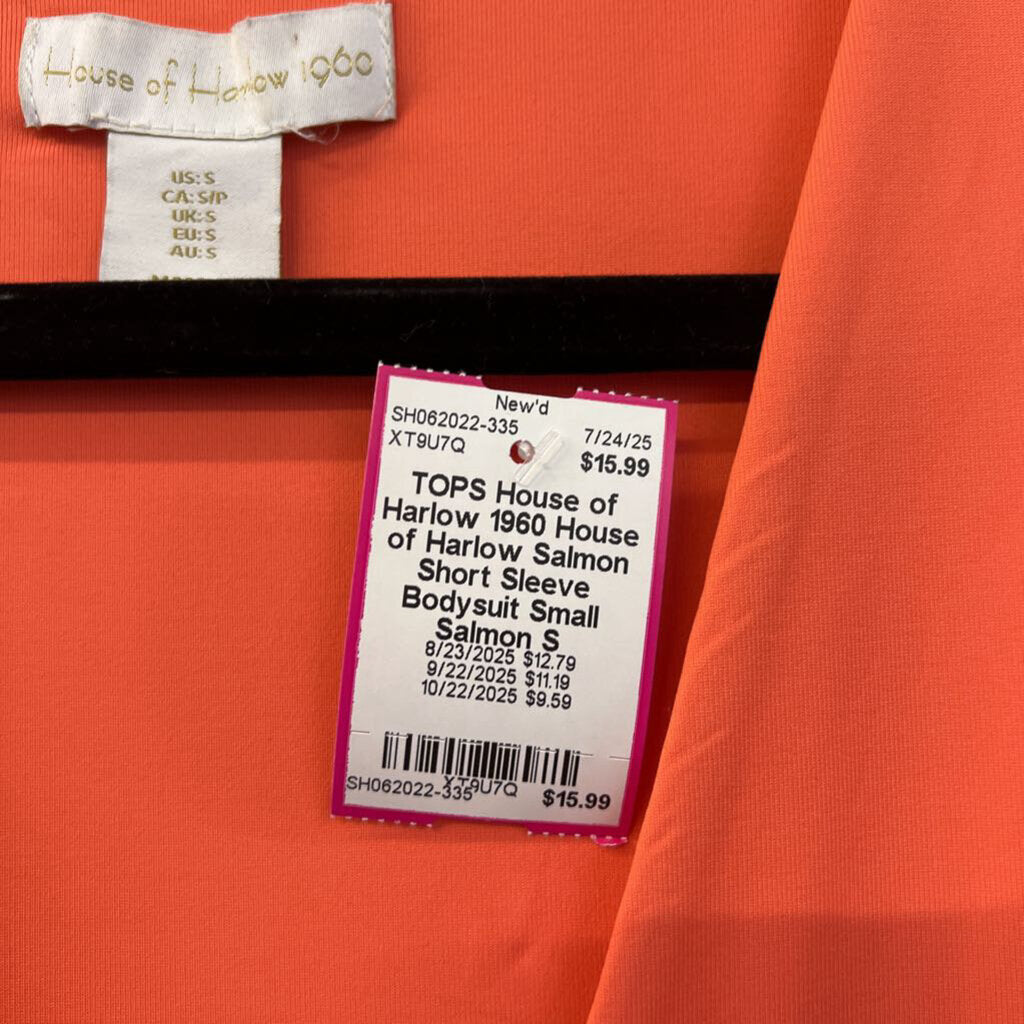 House of Harlow 1960
US: S
CA: S/P
UK: S
EU: S
AU: S
New'd
SH062022-335
7/24/25
XT9U7Q
$15.99
TOPS House of
Harlow 1960 House
of Harlow Salmon
Short Sleeve
Bodysuit Small
Salmon S
8/23/2025 $12.79
9/22/2025 $11.19
10/22/2025 $9.59
XT9U7Q
SH062022-335
$15.99